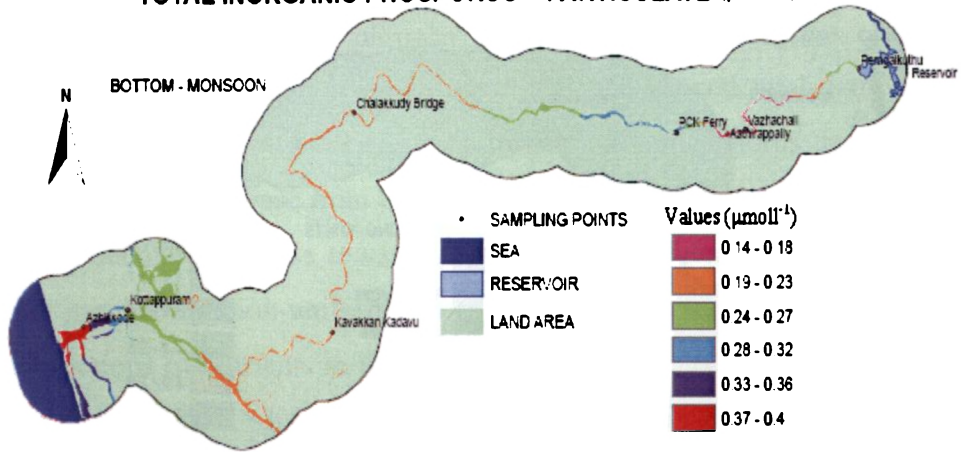 BOTTOM - MONSOON
N
Chalakkudy Bridge
PCK Ferry
Vazhachall
Athirappally
Reservoir
SAMPLING POINTS
SEA
RESERVOIR
LAND AREA
Values (μmoll⁻¹)
0.14 - 0.18
0.19 - 0.23
0.24 - 0.27
0.28 - 0.32
0.33 - 0.36
0.37 - 0.4
Kottappuram
Azhikkode
Kavakkan Kadavu